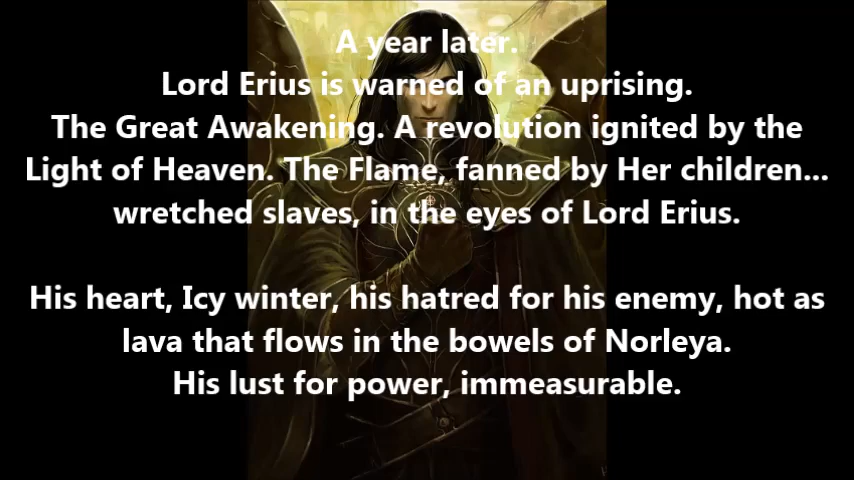 A year later.
Lord Erius is warned of an uprising.
The Great Awakening. A revolution ignited by the
Light of Heaven. The Flame, fanned by Her children...
wretched slaves, in the eyes of Lord Erius.
His heart, Icy winter, his hatred for his enemy, hot as
lava that flows in the bowels of Norleya.
His lust for power, immeasurable.